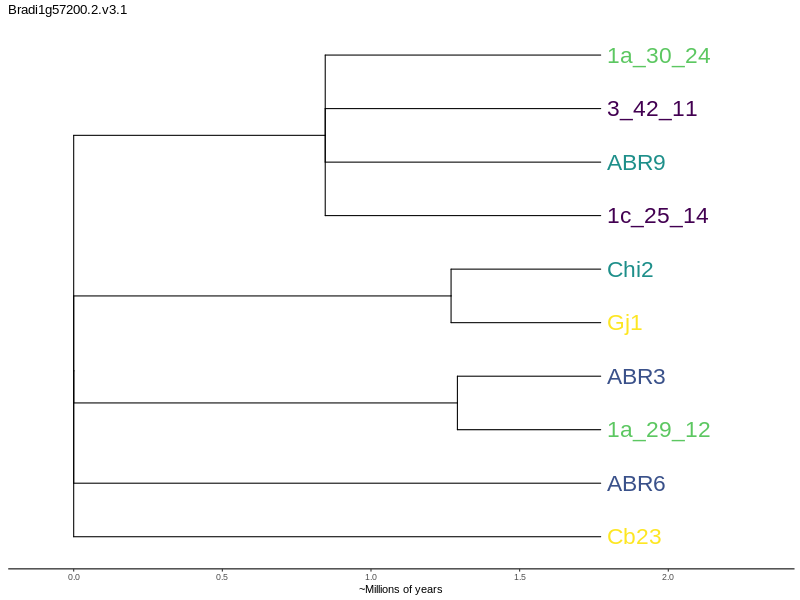 Bradi1g57200.2.v3.1
1a_30_24
3_42_11
ABR9
1c_25_14
Chi2
Gj1
ABR3
1a_29_12
ABR6
Cb23
0.0 0.5 1.0 1.5 2.0
~Millions of years